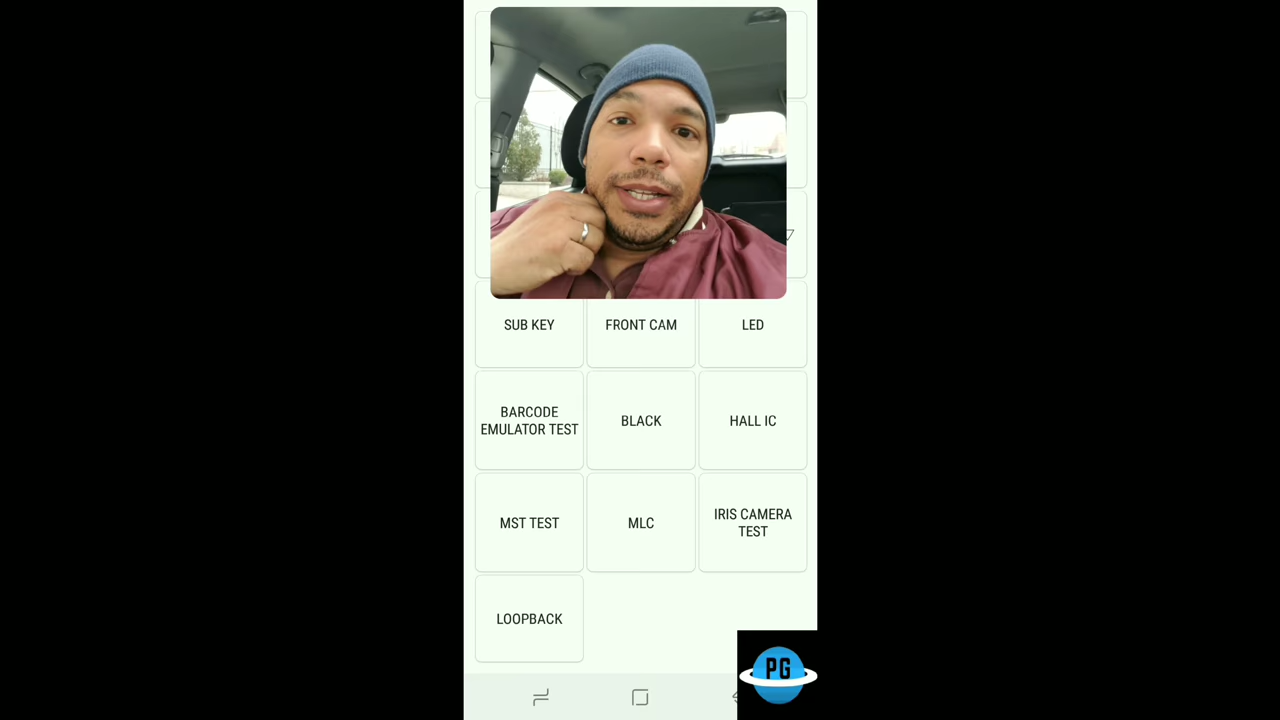 SUB KEY
FRONT CAM
LED
BARCODE
EMULATOR TEST
BLACK
HALL IC
MST TEST
MLC
IRIS CAMERA
TEST
LOOPBACK
PG